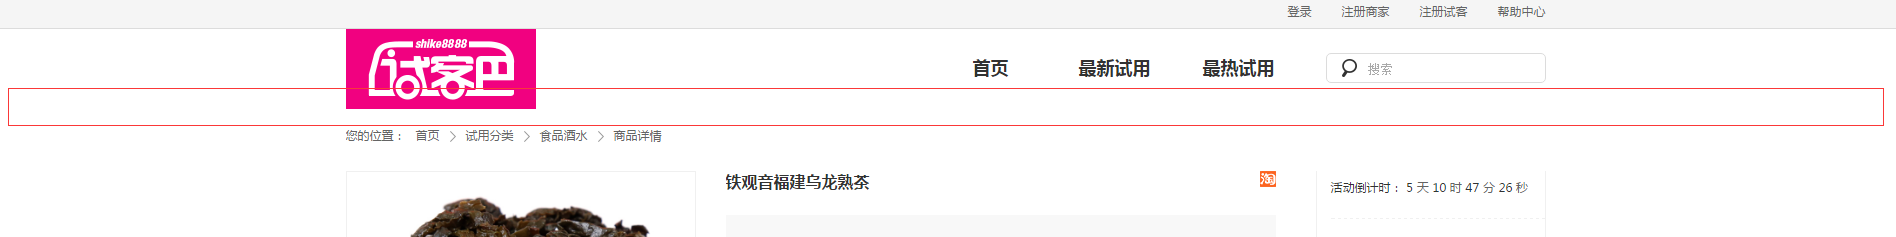 登录 注册商家 注册试客 帮助中心
shike8888
试客巴
首页 最新试用 最热试用 搜索
您的位置： 首页 > 试用分类 > 食品酒水 > 商品详情
铁观音福建乌龙熟茶
淘
活动倒计时： 5 天 10 时 47 分 26 秒